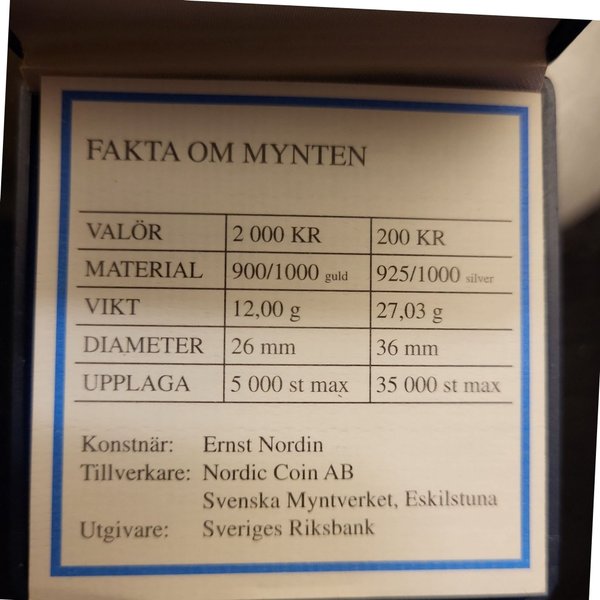 FAKTA OM MYNTEN
VALÖR 2 000 KR 200 KR
MATERIAL 900/1000 guld 925/1000 silver
VIKT 12,00 g 27,03 g
DIAMETER 26 mm 36 mm
UPPLAGA 5 000 st max 35 000 st max
Konstnär: Ernst Nordin
Tillverkare: Nordic Coin AB
Svenska Myntverket, Eskilstuna
Utgivare: Sveriges Riksbank